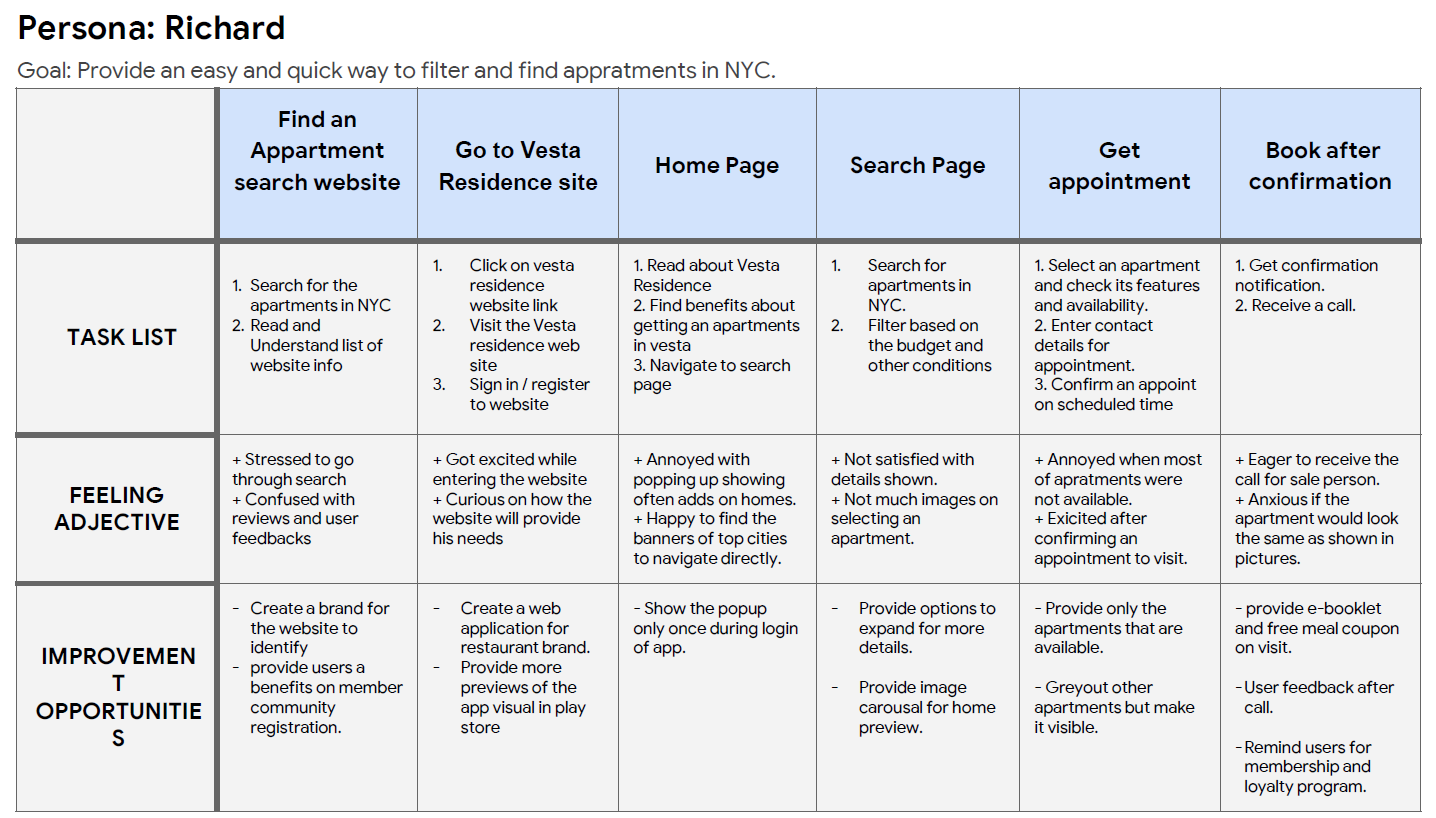 Persona: Richard
Goal: Provide an easy and quick way to filter and find appratments in NYC.
Find an
Appartment
search website
Go to Vesta
Residence site
Home Page
Search Page
Get
appointment
Book after
confirmation
TASK LIST
1. Search for the
apartments in NYC
2. Read and
Understand list of
website info
1. Click on vesta
residence
website link
2. Visit the Vesta
residence web
site
3. Sign in / register
to website
1. Read about Vesta
Residence
2. Find benefits about
getting an apartments
in vesta
3. Navigate to search
page
1. Search for
apartments in
NYC.
2. Filter based on
the budget and
other conditions
1. Select an apartment
and check its features
and availability.
2. Enter contact
details for
appointment.
3. Confirm an appoint
on scheduled time
1. Get confirmation
notification.
2. Receive a call.
FEELING
ADJECTIVE
+ Stressed to go
through search
+ Confused with
reviews and user
feedbacks
+ Got excited while
entering the website
+ Curious on how the
website will provide
his needs
+ Annoyed with
popping up showing
often adds on homes.
+ Happy to find the
banners of top cities
to navigate directly.
+ Not satisfied with
details shown.
+ Not much images on
selecting an
apartment.
+ Annoyed when most
of apratments were
not available.
+ Exicited after
confirming an
appointment to visit.
+ Eager to receive the
call for sale person.
+ Anxious if the
apartment would look
the same as shown in
pictures.
IMPROVEMEN
T
OPPORTUNITIE
S
- Create a brand for
the website to
identify
- provide users a
benefits on member
community
registration.
- Create a web
application for
restaurant brand.
- Provide more
previews of the
app visual in play
store
- Show the popup
only once during login
of app.
- Provide options to
expand for more
details.
- Provide image
carousal for home
preview.
- Provide only the
apartments that are
available.
- Greyout other
apartments but make
it visible.
- provide e-booklet
and free meal coupon
on visit.
- User feedback after
call.
- Remind users for
membership and
loyalty program.